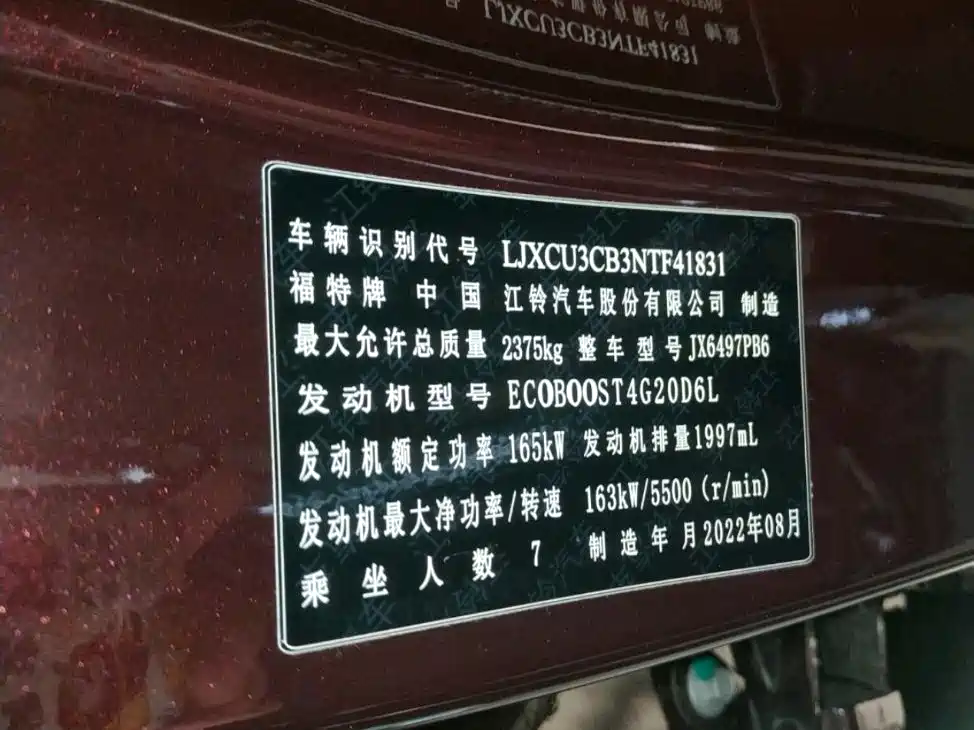 LJXCU3CB3NTF41831
车辆识别代号 LJXCU3CB3NTF41831
福特牌 中国 江铃汽车股份有限公司 制造
最大允许总质量 2375kg 整车型号 JX6497PB6
发动机型号 ECOBOOST4G20D6L
发动机额定功率 165kW 发动机排量1997mL
发动机最大净功率/转速 163kW/5500 (r/min)
乘坐人数 7 制造年月2022年08月